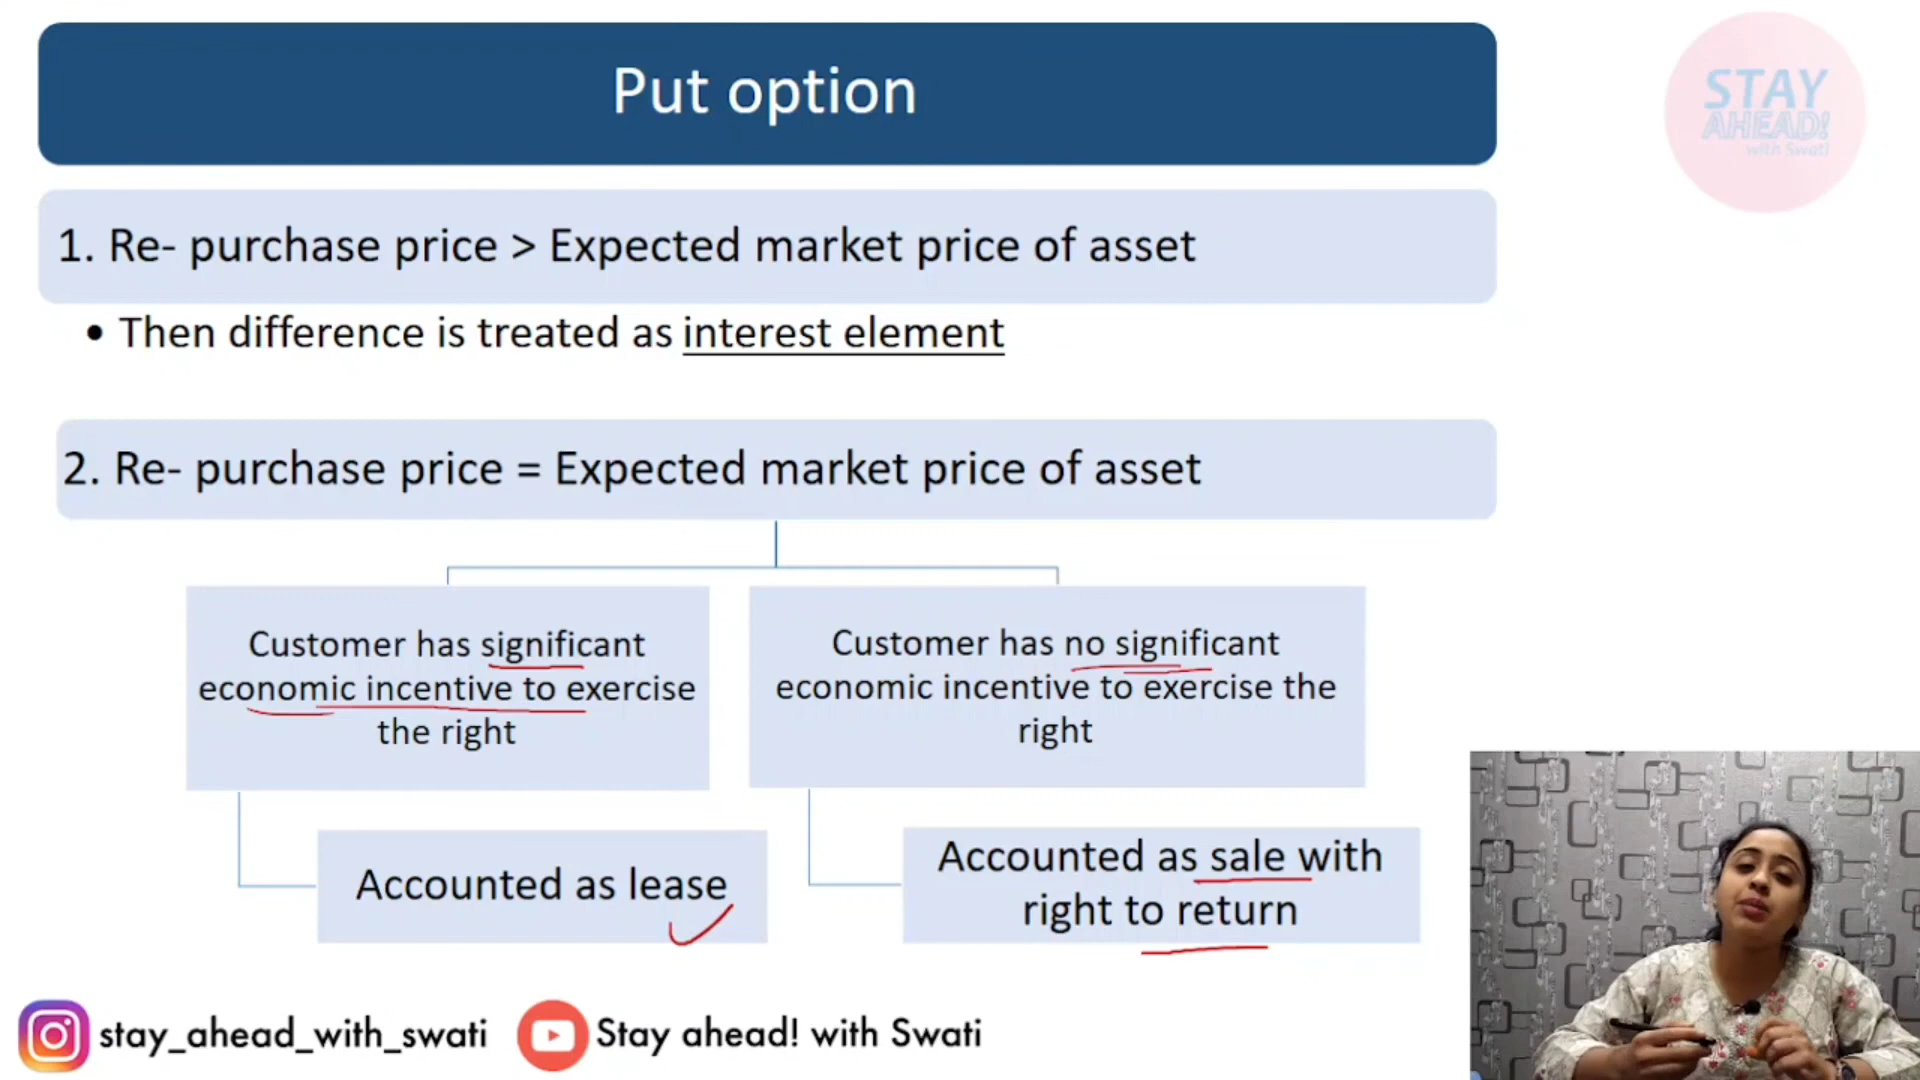 Put option
STAY
AHEAD!
with Swati
1. Re- purchase price > Expected market price of asset
• Then difference is treated as interest element
2. Re- purchase price = Expected market price of asset
Customer has significant
economic incentive to exercise
the right
Customer has no significant
economic incentive to exercise the
right
Accounted as lease
Accounted as sale with
right to return
stay_ahead_with_swati
Stay ahead! with Swati